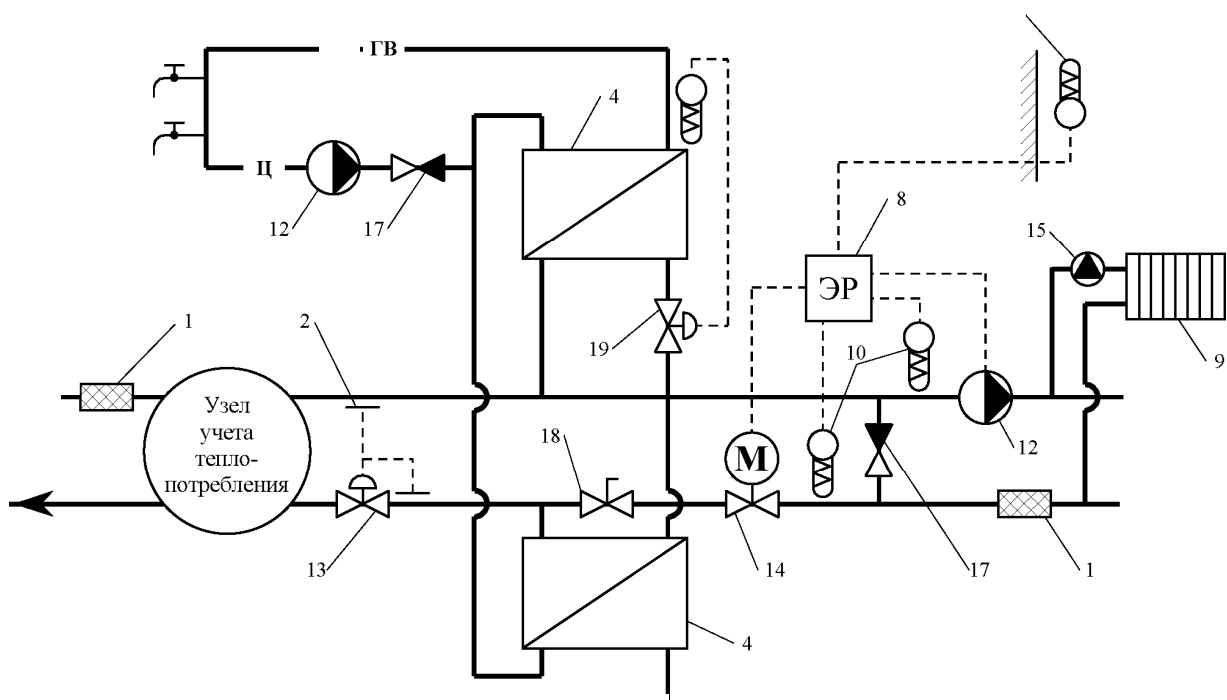 ГВ
4
Ц
12
17
8
15
ЭР
9
1
2
19
10
Узел
учета
тепло-
потребления
18
М
12
13
14
17
1
4